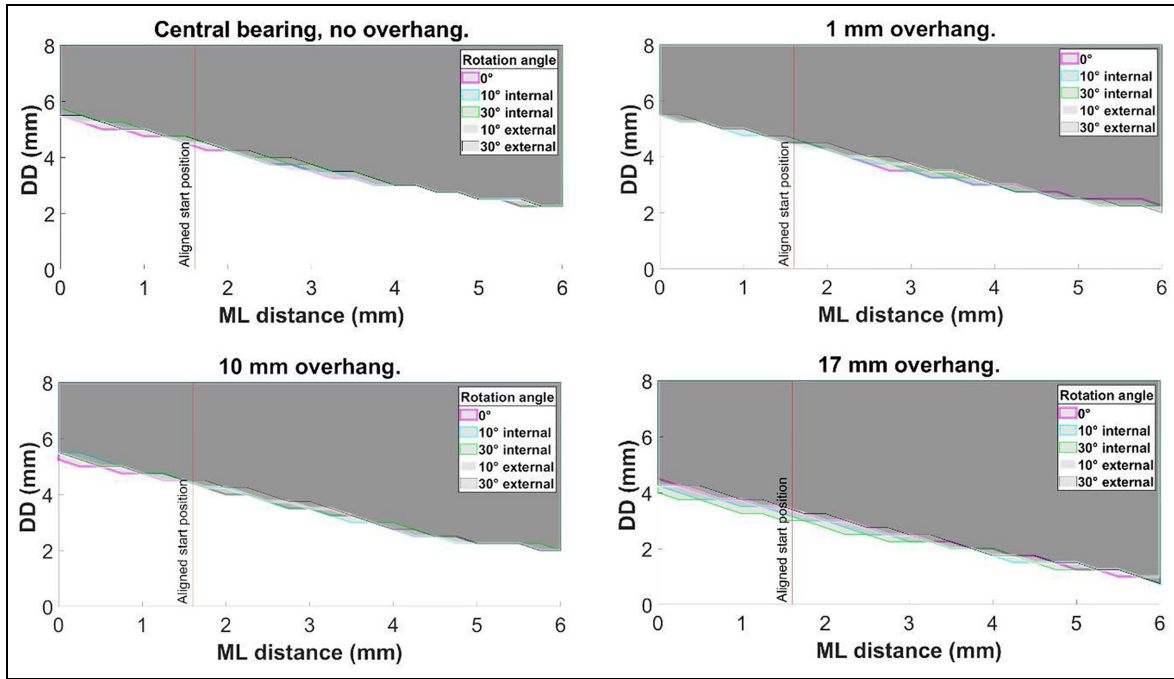 Central bearing, no overhang.
8
6
4
2
0
DD (mm)
Rotation angle
0°
10° internal
30° internal
10° external
30° external
Aligned start position
0 1 2 3 4 5 6
ML distance (mm)
1 mm overhang.
8
6
4
2
0
DD (mm)
Rotation angle
0°
10° internal
30° internal
10° external
30° external
Aligned start position
0 1 2 3 4 5 6
ML distance (mm)
10 mm overhang.
8
6
4
2
0
DD (mm)
Rotation angle
0°
10° internal
30° internal
10° external
30° external
Aligned start position
0 1 2 3 4 5 6
ML distance (mm)
17 mm overhang.
8
6
4
2
0
DD (mm)
Rotation angle
0°
10° internal
30° internal
10° external
30° external
Aligned start position
0 1 2 3 4 5 6
ML distance (mm)